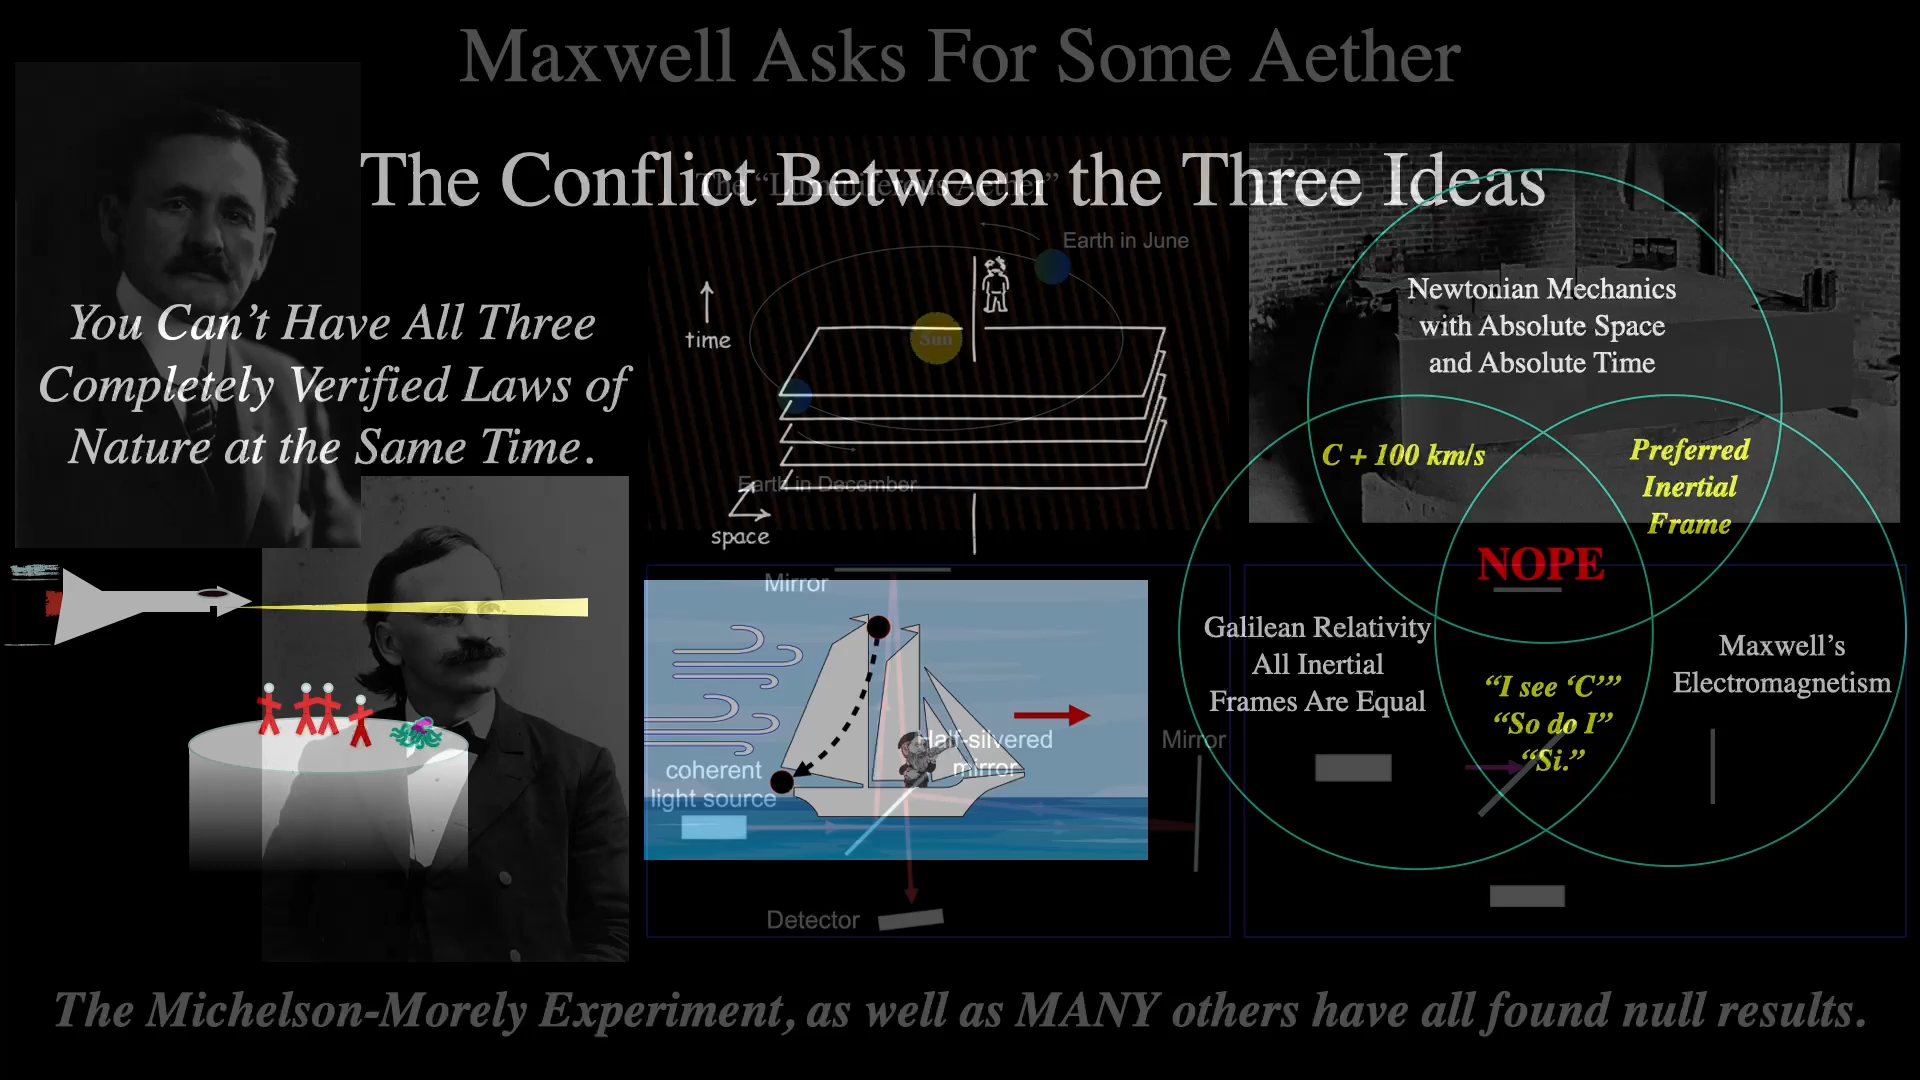 Maxwell Asks For Some Aether
The Conflict Between the Three Ideas
The “Luminiferous Aether”
Earth in June
You Can’t Have All Three
Completely Verified Laws of
Nature at the Same Time.
time
Sun
Earth in December
space
Newtonian Mechanics
with Absolute Space
and Absolute Time
C + 100 km/s
Preferred
Inertial
Frame
NOPE
Galilean Relativity
All Inertial
Frames Are Equal
Maxwell’s
Electromagnetism
“I see ‘C’”
“So do I”
“Si.”
Mirror
Half-silvered
mirror
Mirror
coherent
light source
Detector
The Michelson-Morely Experiment, as well as MANY others have all found null results.